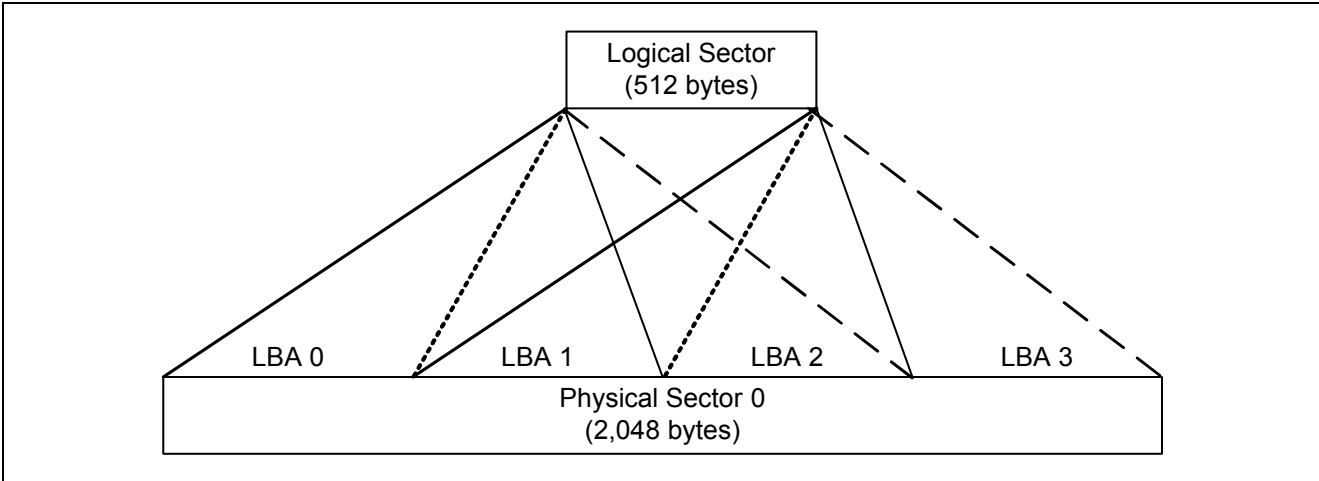 Logical Sector
(512 bytes)
LBA 0
LBA 1
LBA 2
LBA 3
Physical Sector 0
(2,048 bytes)